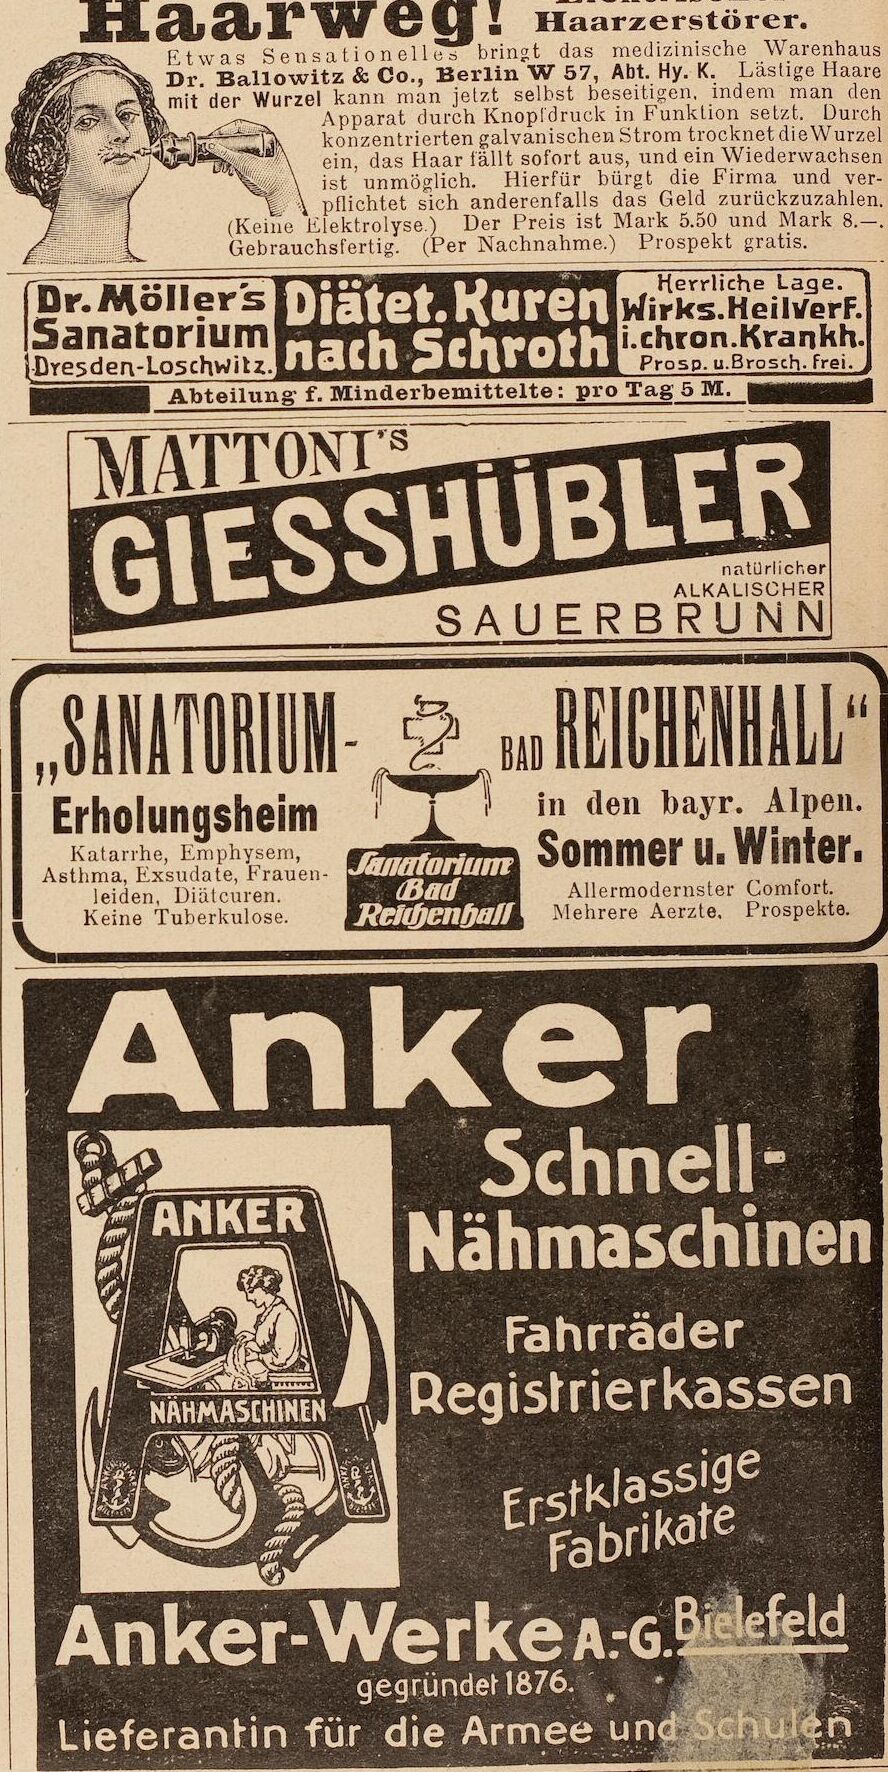 Haarweg!
Haarzerstörer.
Etwas Sensationelles bringt das medizinische Warenhaus
Dr. Ballowitz & Co., Berlin W 57, Abt. Hy. K. Lästige Haare
mit der Wurzel kann man jetzt selbst beseitigen, indem man den
Apparat durch Knopfdruck in Funktion setzt. Durch
konzentrierten galvanischen Strom trocknet die Wurzel
ein, das Haar fällt sofort aus, und ein Wiederwachsen
ist unmöglich. Hierfür bürgt die Firma und ver-
pflichtet sich anderenfalls das Geld zurückzuzahlen.
(Keine Elektrolyse.) Der Preis ist Mark 5.50 und Mark 8.—.
Gebrauchsfertig. (Per Nachnahme.) Prospekt gratis.
Dr. Möller's
Sanatorium
Dresden-Loschwitz.
Diätet. Kuren
nach Schroth
Herrliche Lage.
Wirks. Heilverf.
i. chron. Krankh.
Prosp. u. Brosch. frei.
Abteilung f. Minderbemittelte: pro Tag 5 M.
MATTONI'S
GIESSHÜBLER
natürlicher
ALKALISCHER
SAUERBRUNN
„SANATORIUM-
Erholungsheim
Katarrhe, Emphysem,
Asthma, Exsudate, Frauen-
leiden, Diätcuren.
Keine Tuberkulose.
Sanatorium
Bad
Reichenhall
BAD REICHENHALL“
in den bayr. Alpen.
Sommer u. Winter.
Allermodernster Comfort.
Mehrere Aerzte. Prospekte.
Anker
Schnell-
Nähmaschinen
ANKER
NÄHMASCHINEN
Fahrräder
Registrierkassen
Erstklassige
Fabrikate
Anker-Werke A.-G. Bielefeld
gegründet 1876.
Lieferantin für die Armee und Schulen